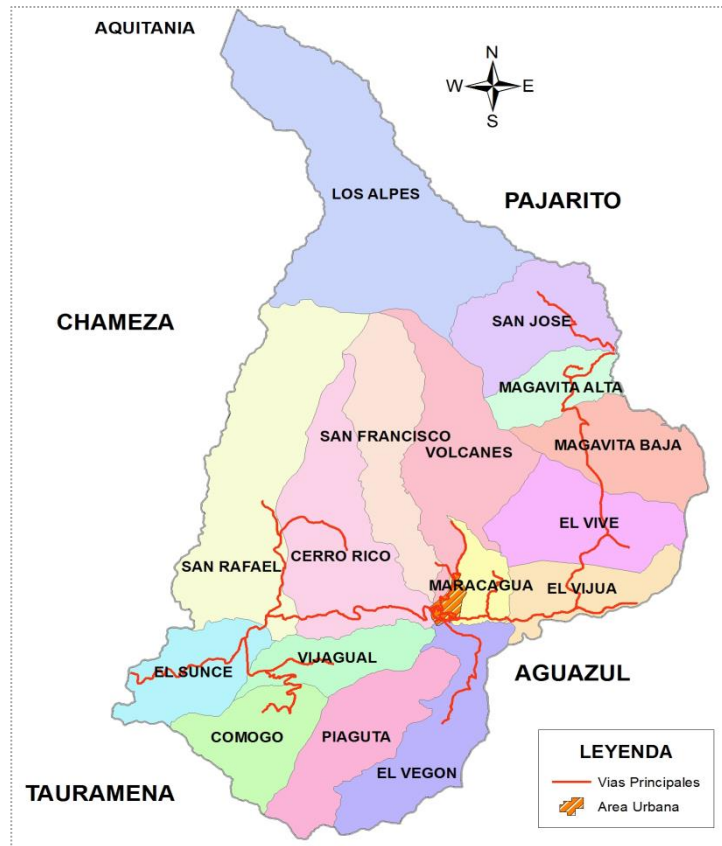 AQUITANIA
N
W E
S
LOS ALPES
PAJARITO
CHAMEZA
SAN JOSE
MAGAVITA ALTA
SAN FRANCISCO
VOLCANES
MAGAVITA BAJA
EL VIVE
SAN RAFAEL
CERRO RICO
MARACAGUA
EL VIJUA
EL SUNCE
VIJAGUAL
AGUAZUL
COMOGO
PIAGUTA
EL VEGON
TAURAMENA
LEYENDA
Vias Principales
Area Urbana